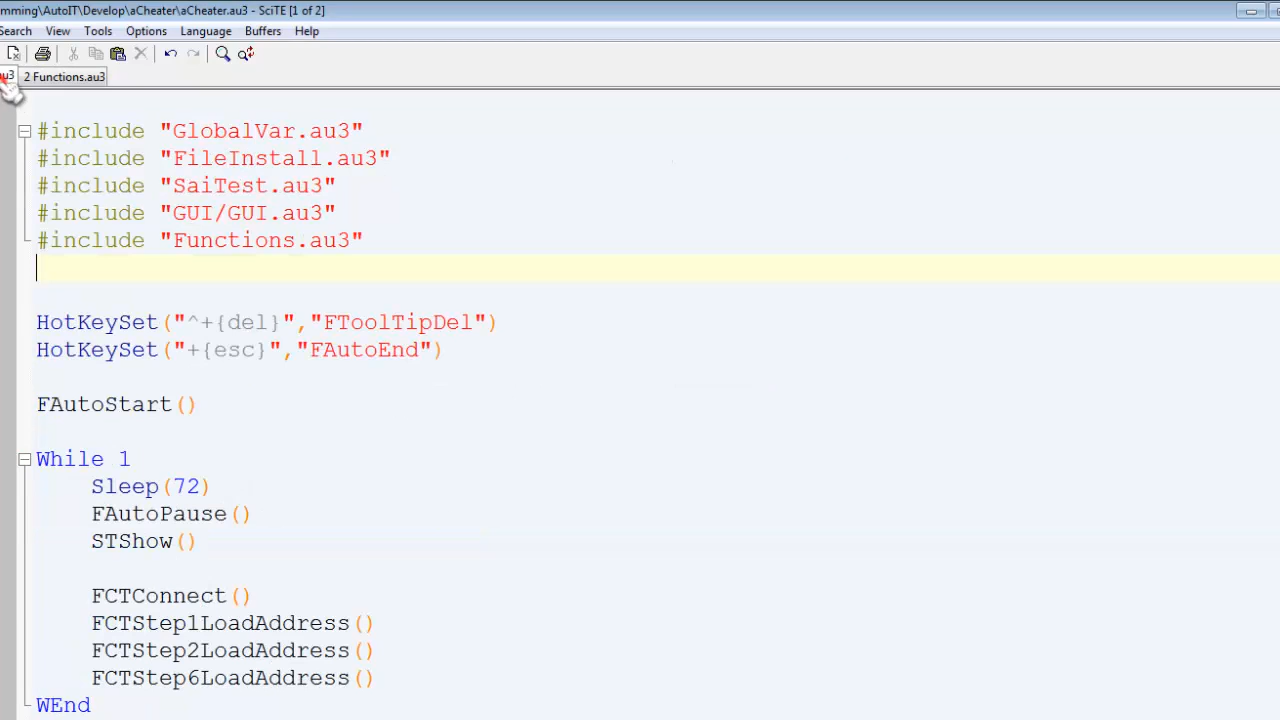 mming\AutoIT\Develop\aCheater\aCheater.au3 - SciTE [1 of 2]
Search View Tools Options Language Buffers Help
au3 2 Functions.au3
#include "GlobalVar.au3"
#include "FileInstall.au3"
#include "SaiTest.au3"
#include "GUI/GUI.au3"
#include "Functions.au3"
HotKeySet("^+{del}","FToolTipDel")
HotKeySet("+{esc}","FAutoEnd")
FAutoStart()
While 1
Sleep(72)
FAutoPause()
STShow()
FCTConnect()
FCTStep1LoadAddress()
FCTStep2LoadAddress()
FCTStep6LoadAddress()
WEnd